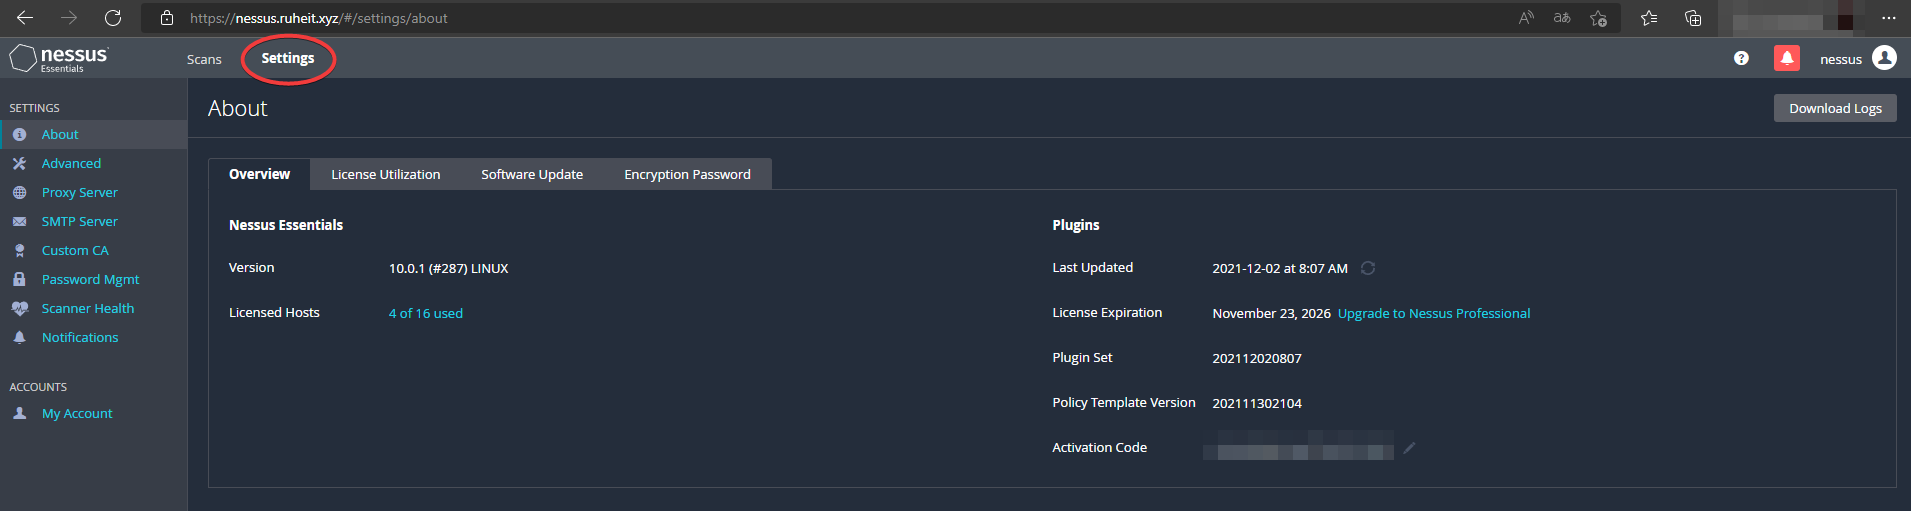 https://nessus.ruheit.xyz/#/settings/about
nessus
Essentials
Scans
Settings
nessus
SETTINGS
About
Advanced
Proxy Server
SMTP Server
Custom CA
Password Mgmt
Scanner Health
Notifications
ACCOUNTS
My Account
About
Download Logs
Overview
License Utilization
Software Update
Encryption Password
Nessus Essentials
Version 10.0.1 (#287) LINUX
Licensed Hosts 4 of 16 used
Plugins
Last Updated 2021-12-02 at 8:07 AM
License Expiration November 23, 2026 Upgrade to Nessus Professional
Plugin Set 202112020807
Policy Template Version 202111302104
Activation Code